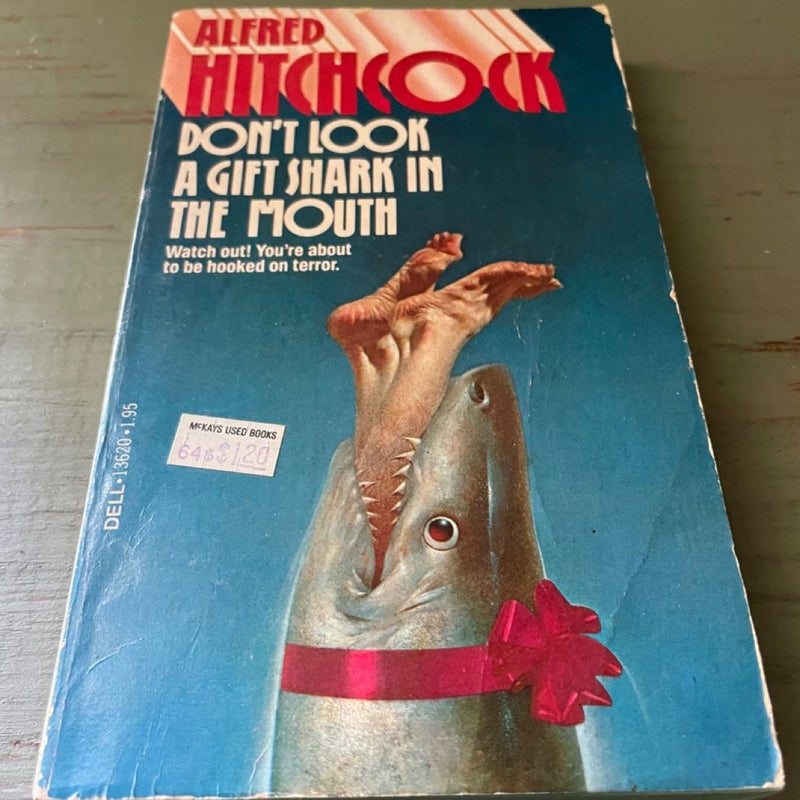 ALFRED
HITCHCOCK
DON'T LOOK
A GIFT SHARK IN
THE MOUTH
Watch out! You're about
to be hooked on terror.
DELL • 13620 • 1.95
McKAYS USED BOOKS
$1.20